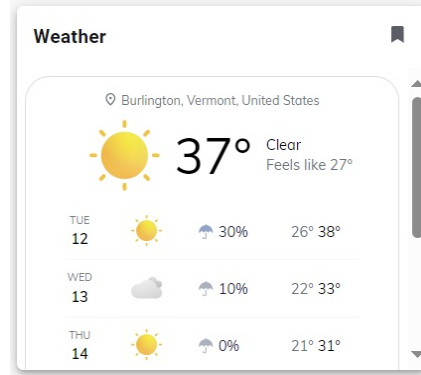 Weather
Burlington, Vermont, United States
37°
Clear
Feels like 27°
TUE
12
30%
26° 38°
WED
13
10%
22° 33°
THU
14
0%
21° 31°